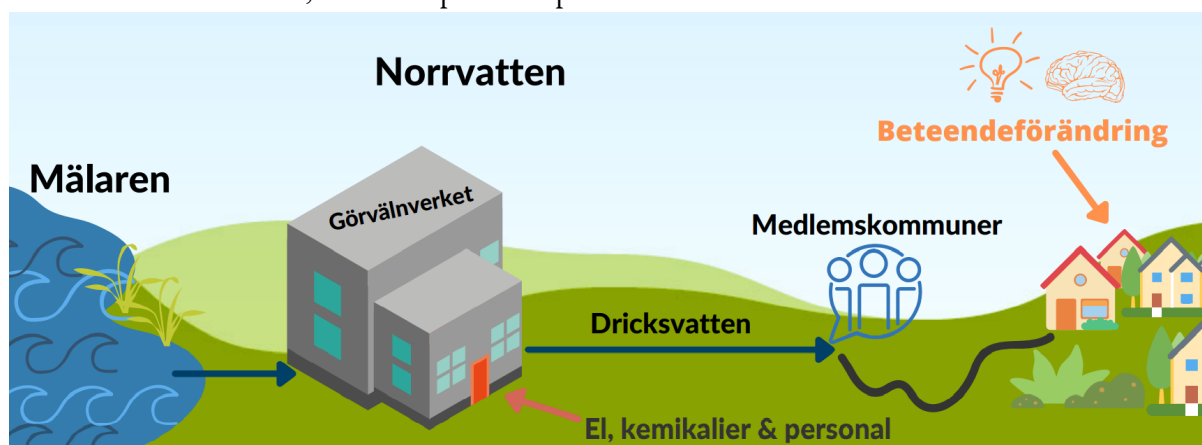 Norrvatten
Beteendeförändring
Mälaren
Görvälnverket
Medlemskommuner
Dricksvatten
El, kemikalier & personal